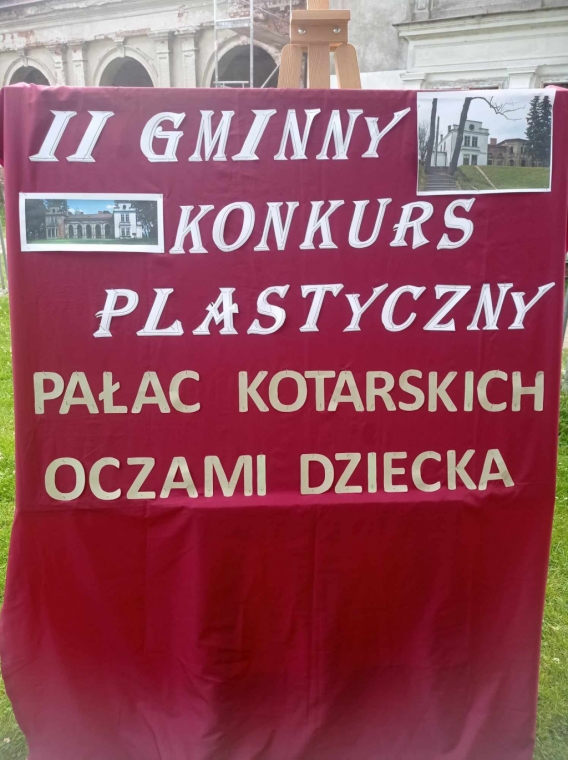 II GMINNY
KONKURS
PLASTYCZNY
PAŁAC KOTARSKICH
OCZAMI DZIECKA